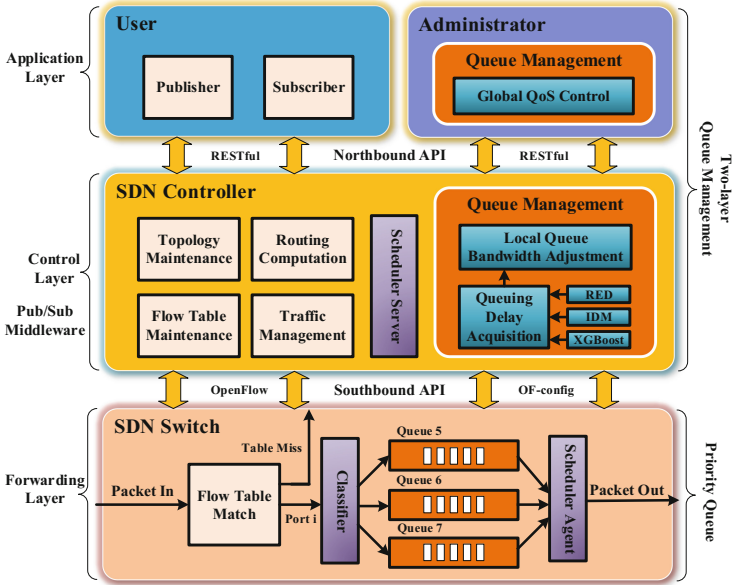 User
Administrator
Application
Layer
Publisher
Subscriber
Queue Management
Global QoS Control
RESTful
Northbound API
RESTful
Two-layer
Queue Management
SDN Controller
Control
Layer
Pub/Sub
Middleware
Topology
Maintenance
Routing
Computation
Flow Table
Maintenance
Traffic
Management
Scheduler Server
Queue Management
Local Queue
Bandwidth Adjustment
Queuing
Delay
Acquisition
RED
IDM
XGBoost
OpenFlow
Southbound API
OF-config
SDN Switch
Forwarding
Layer
Packet In
Flow Table
Match
Table Miss
Port i
Classifier
Queue 5
Queue 6
Queue 7
Scheduler Agent
Packet Out
Priority Queue